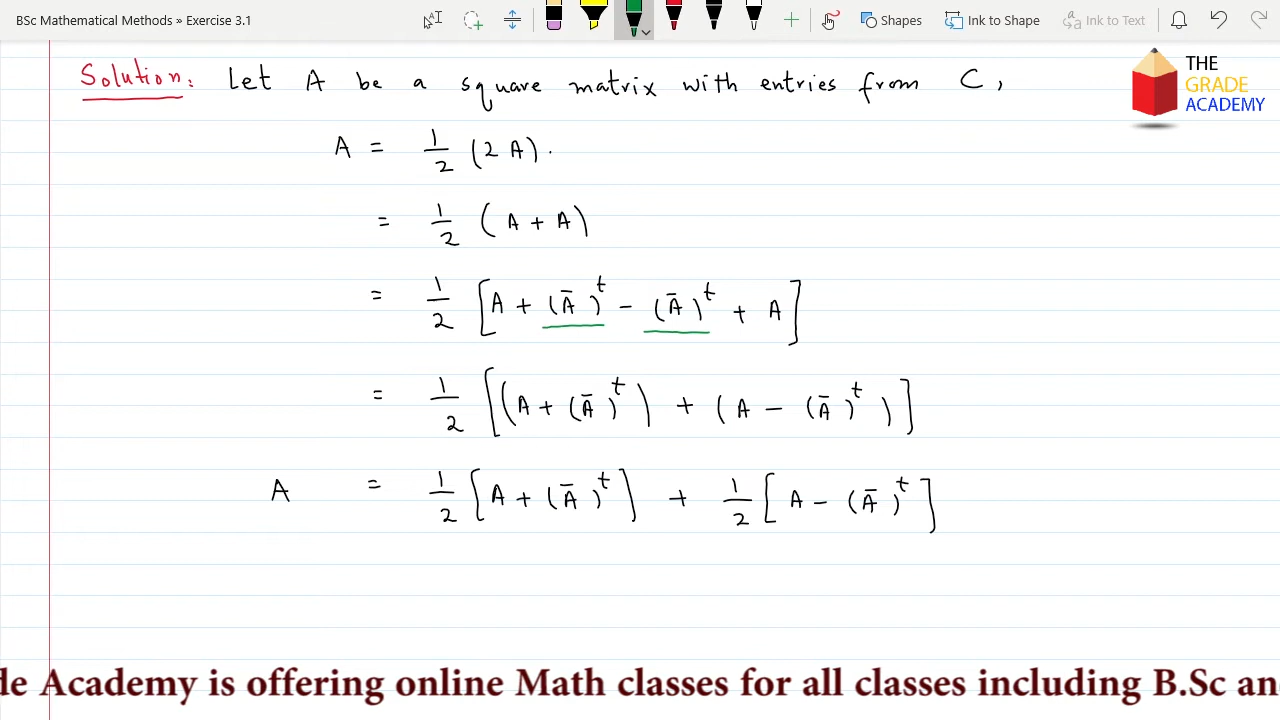 BSc Mathematical Methods » Exercise 3.1
Shapes
Ink to Shape
Ink to Text
THE
GRADE
ACADEMY
Solution: Let A be a square matrix with entries from C,
A = 1/2 (2A).
= 1/2 (A + A)
= 1/2 [A + (Ā)^t - (Ā)^t + A]
= 1/2 [(A + (Ā)^t) + (A - (Ā)^t)]
A = 1/2 [A + (Ā)^t] + 1/2 [A - (Ā)^t]
de Academy is offering online Math classes for all classes including B.Sc an